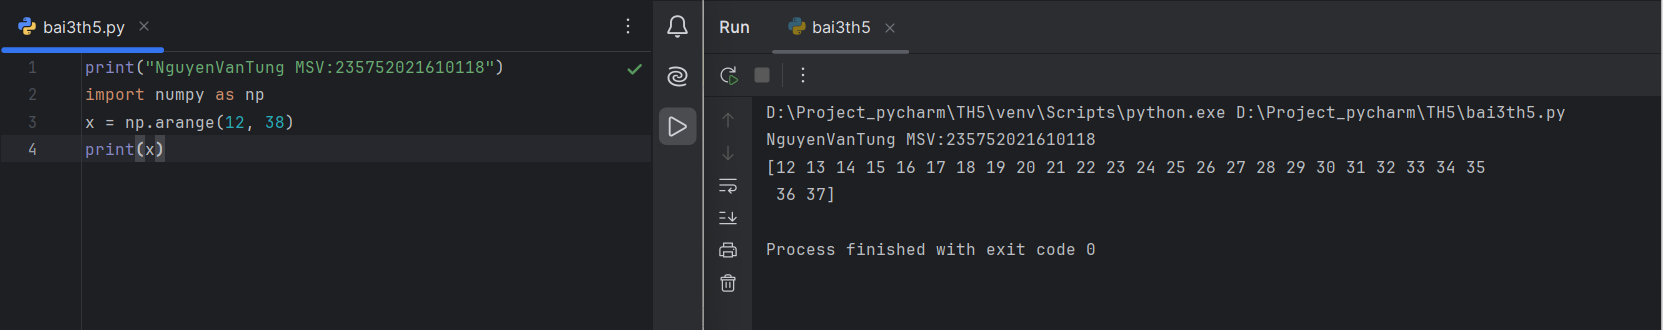 bai3th5.py
1 print("NguyenVanTung MSV:235752021610118")
2 import numpy as np
3 x = np.arange(12, 38)
4 print(x)
Run bai3th5
D:\Project_pycharm\TH5\venv\Scripts\python.exe D:\Project_pycharm\TH5\bai3th5.py
NguyenVanTung MSV:235752021610118
[12 13 14 15 16 17 18 19 20 21 22 23 24 25 26 27 28 29 30 31 32 33 34 35
 36 37]
Process finished with exit code 0